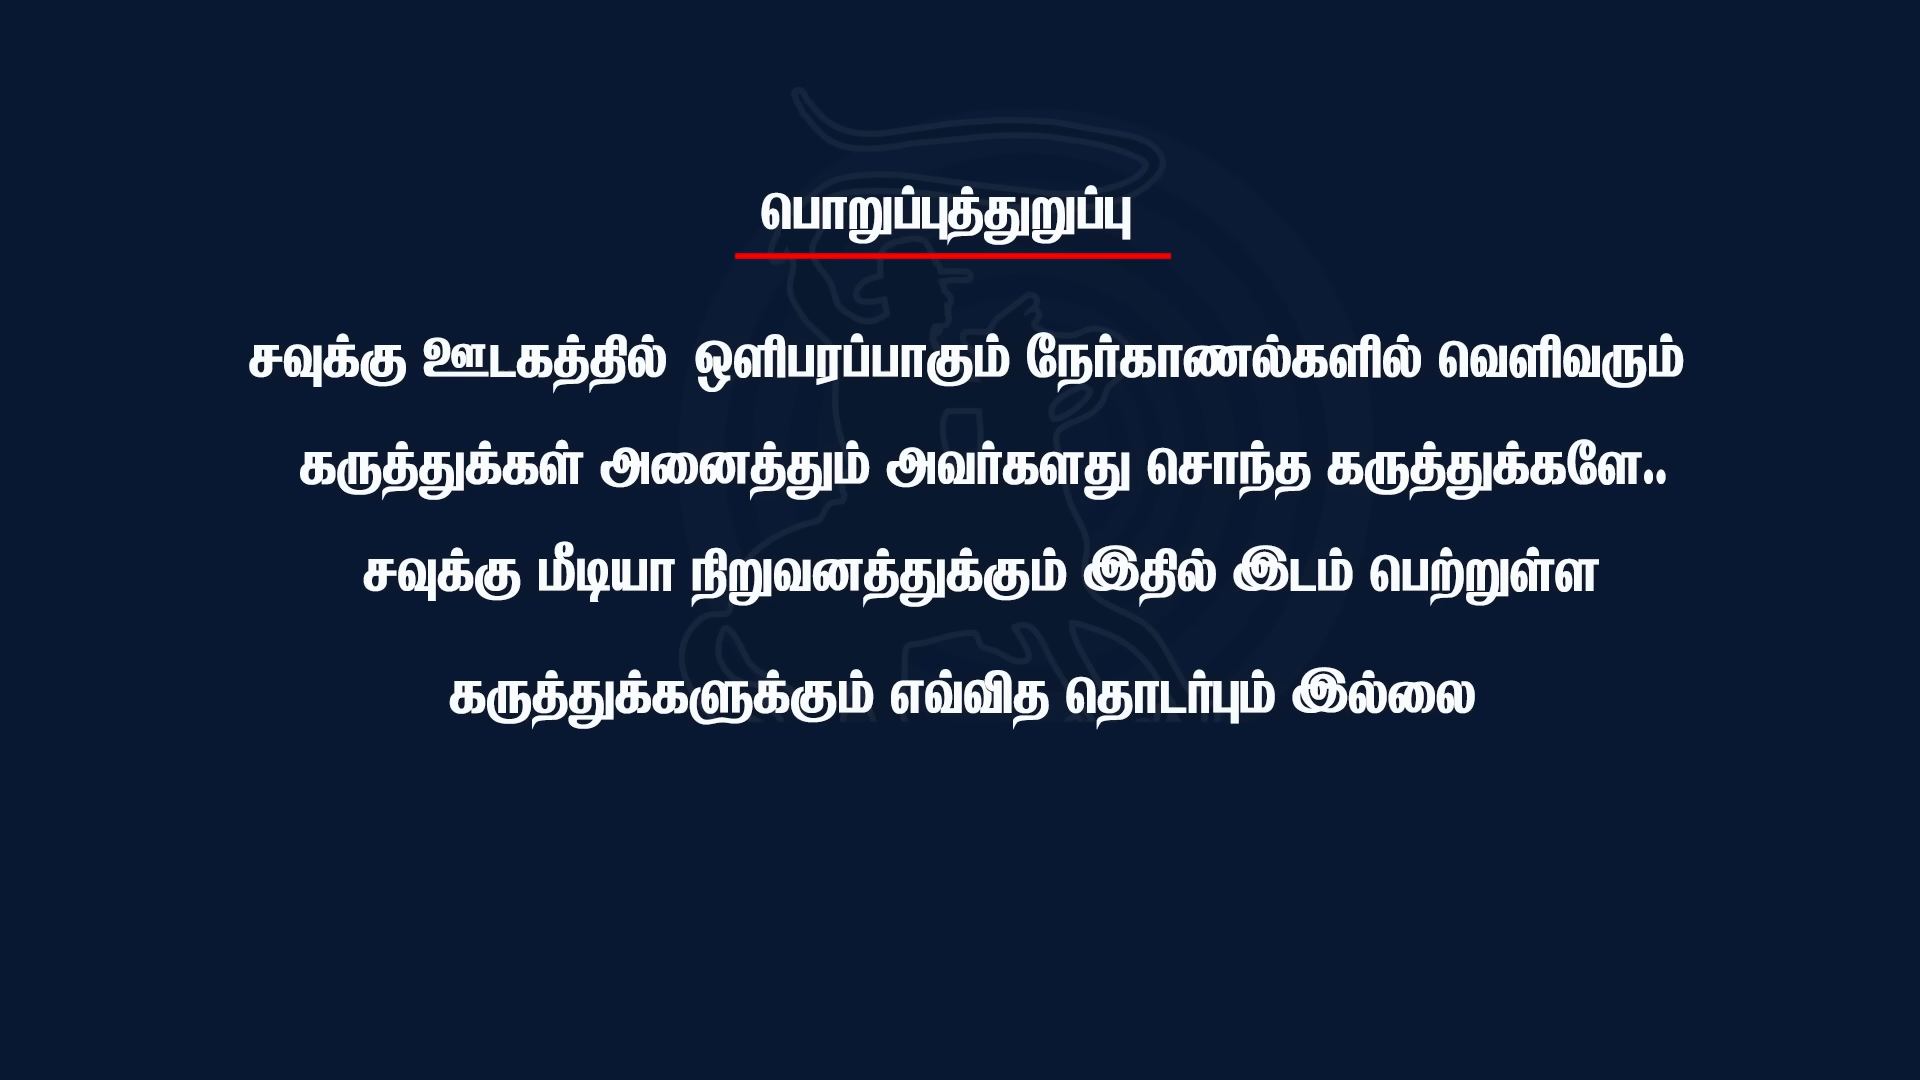 பொறுப்புத்துறுப்பு
சவுக்கு ஊடகத்தில் ஒளிபரப்பாகும் நேர்காணல்களில் வெளிவரும்
கருத்துக்கள் அனைத்தும் அவர்களது சொந்த கருத்துக்களே..
சவுக்கு மீடியா நிறுவனத்துக்கும் இதில் இடம் பெற்றுள்ள
கருத்துக்களுக்கும் எவ்வித தொடர்பும் இல்லை